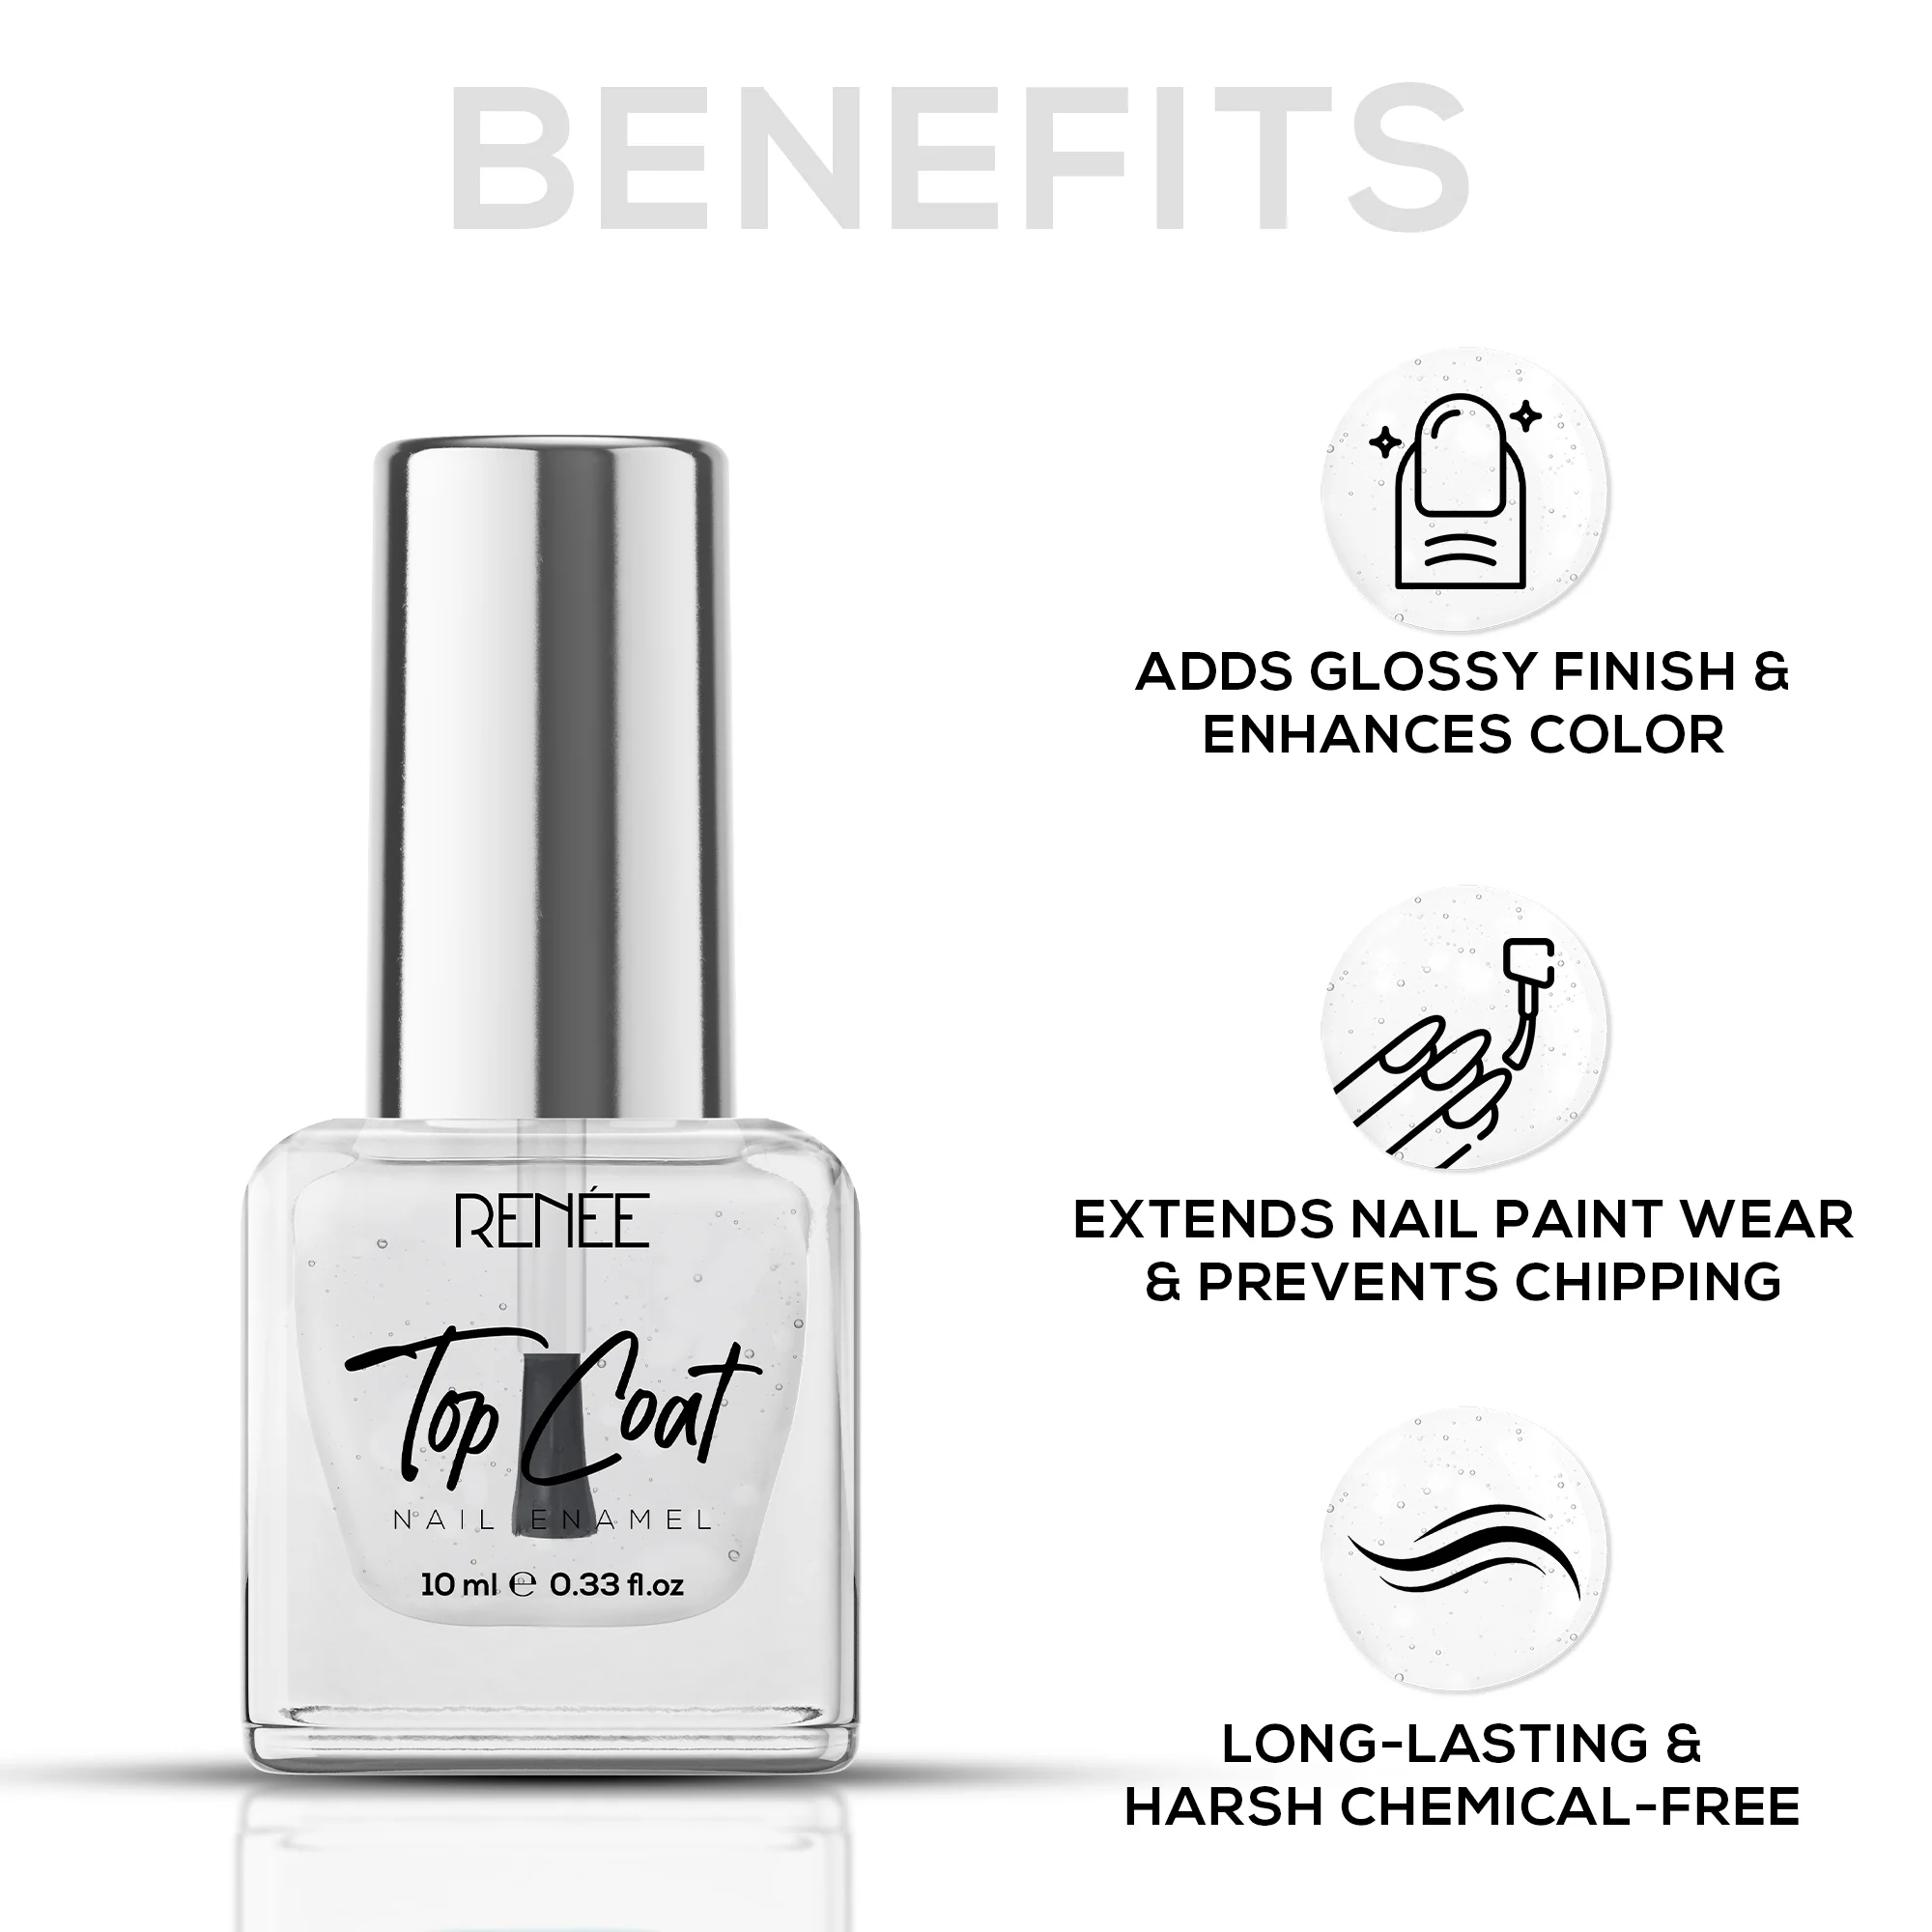 BENEFITS
RENÉE
Top Coat
NAIL ENAMEL
10 ml ℮ 0.33 fl.oz
ADDS GLOSSY FINISH &
ENHANCES COLOR
EXTENDS NAIL PAINT WEAR
& PREVENTS CHIPPING
LONG-LASTING &
HARSH CHEMICAL-FREE